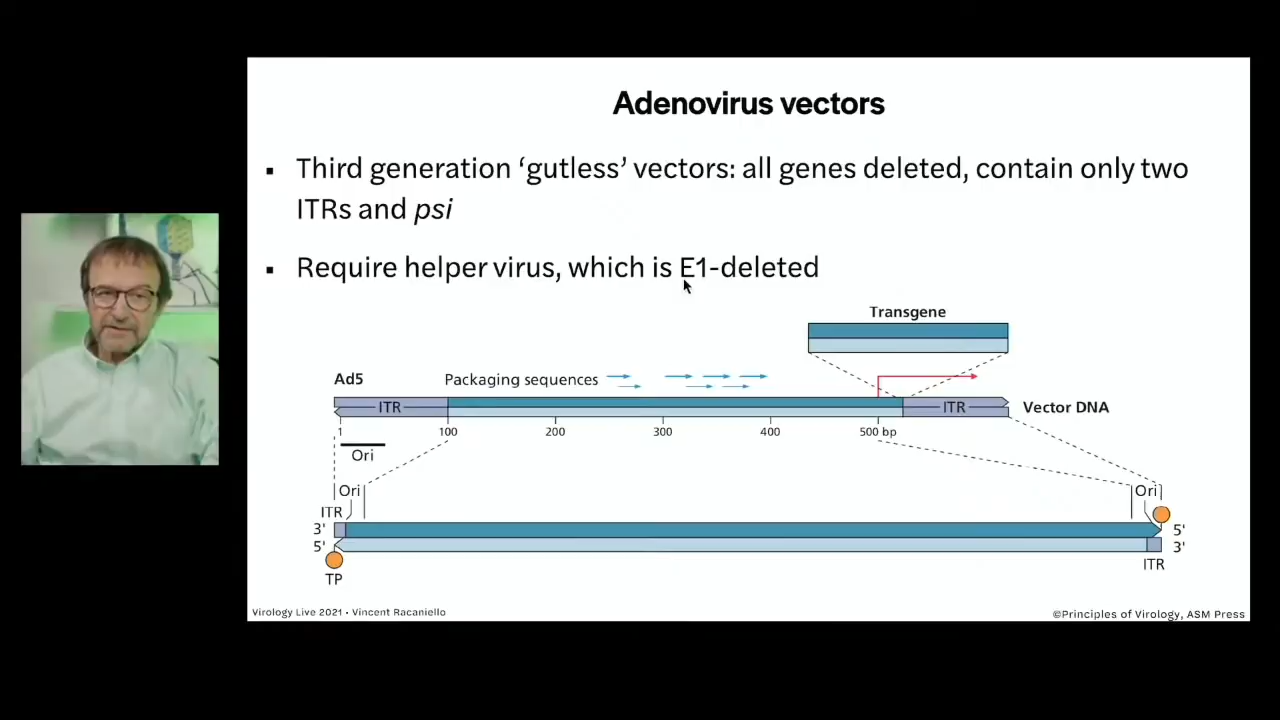 Adenovirus vectors
▪ Third generation ‘gutless’ vectors: all genes deleted, contain only two
ITRs and psi
▪ Require helper virus, which is E1-deleted
Transgene
Ad5
Packaging sequences
ITR
ITR
Vector DNA
1
100
200
300
400
500 bp
Ori
Ori
Ori
ITR
3'
5'
5'
3'
TP
ITR
Virology Live 2021 • Vincent Racaniello
©Principles of Virology, ASM Press